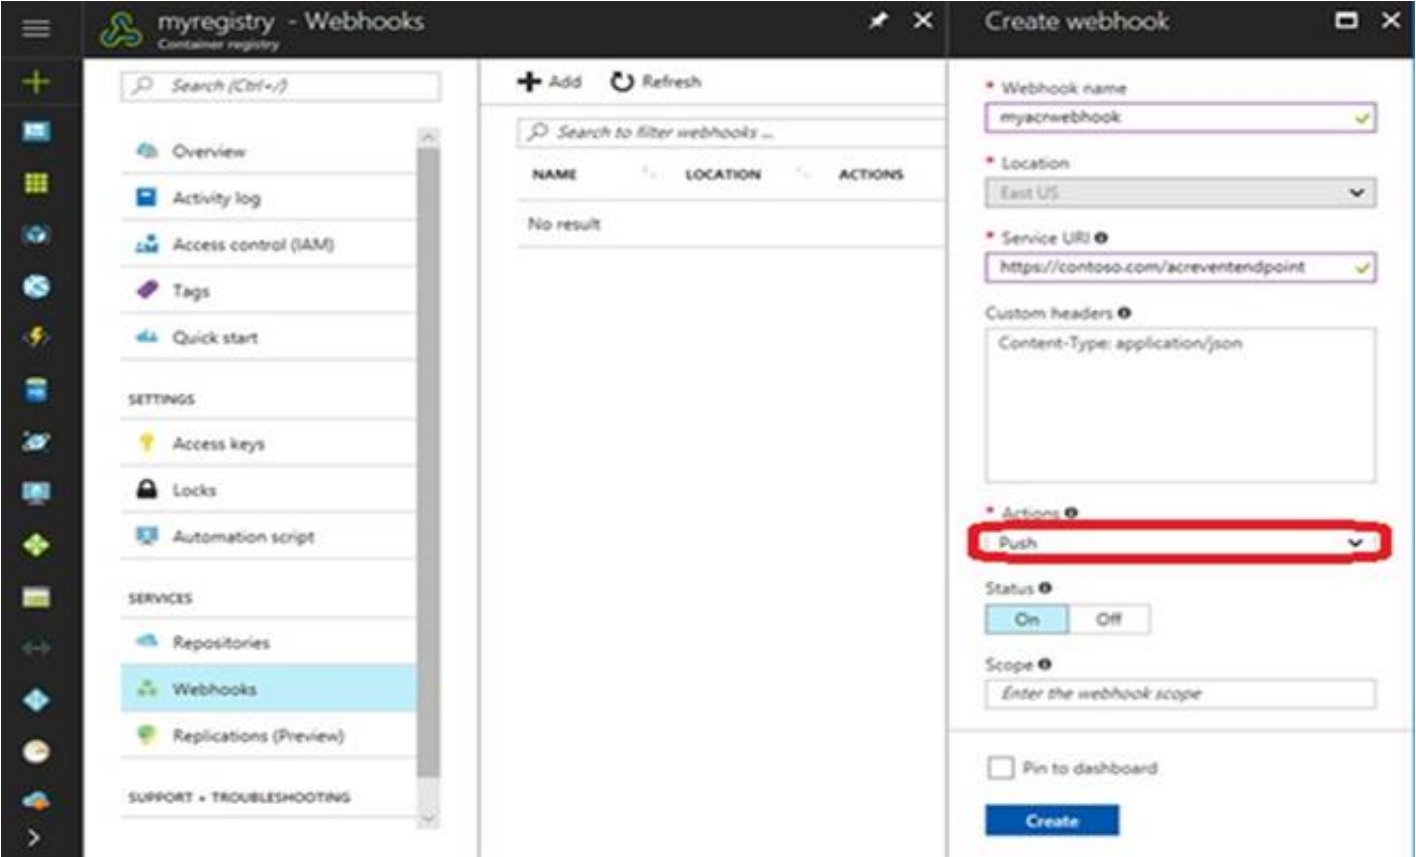 myregistry - Webhooks
Container registry
Search (Ctrl+/)
Overview
Activity log
Access control (IAM)
Tags
Quick start
SETTINGS
Access keys
Locks
Automation script
SERVICES
Repositories
Webhooks
Replications (Preview)
SUPPORT + TROUBLESHOOTING
Add Refresh
Search to filter webhooks ...
NAME LOCATION ACTIONS
No result
Create webhook
* Webhook name
myacrwebhook
* Location
East US
* Service URI
https://contoso.com/acreventendpoint
Custom headers
Content-Type: application/json
* Actions
Push
Status
On Off
Scope
Enter the webhook scope
Pin to dashboard
Create